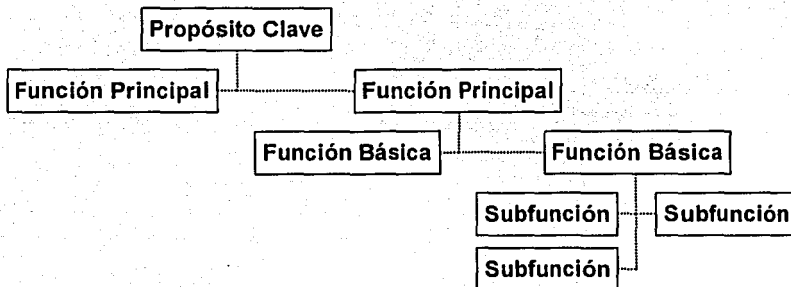 Propósito Clave
Función Principal Función Principal
Función Básica Función Básica
Subfunción Subfunción
Subfunción